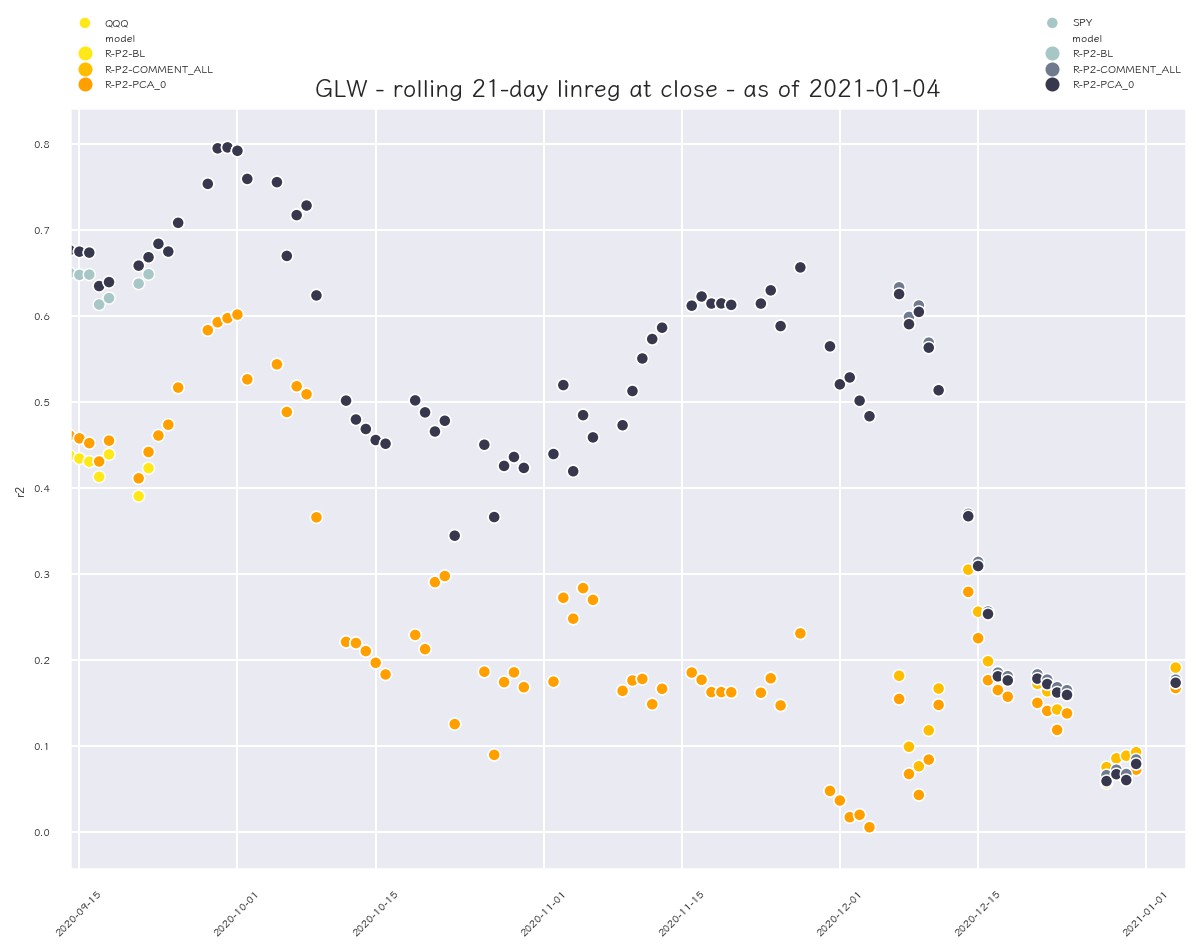 QQQ
model
R-P2-BL
R-P2-COMMENT_ALL
R-P2-PCA_0
SPY
model
R-P2-BL
R-P2-COMMENT_ALL
R-P2-PCA_0
GLW - rolling 21-day linreg at close - as of 2021-01-04
0.8
0.7
0.6
0.5
0.4
0.3
0.2
0.1
0.0
r2
2020-09-15
2020-10-01
2020-10-15
2020-11-01
2020-11-15
2020-12-01
2020-12-15
2021-01-01